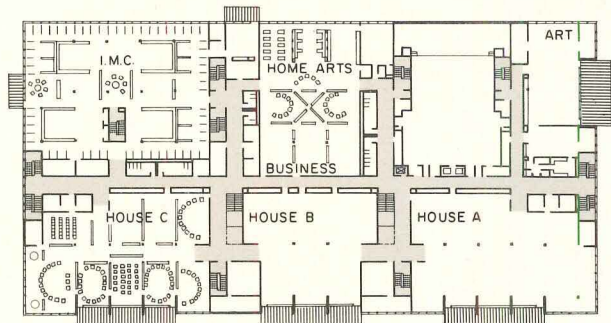 ART
I.M.C.
HOME ARTS
BUSINESS
HOUSE C
HOUSE B
HOUSE A